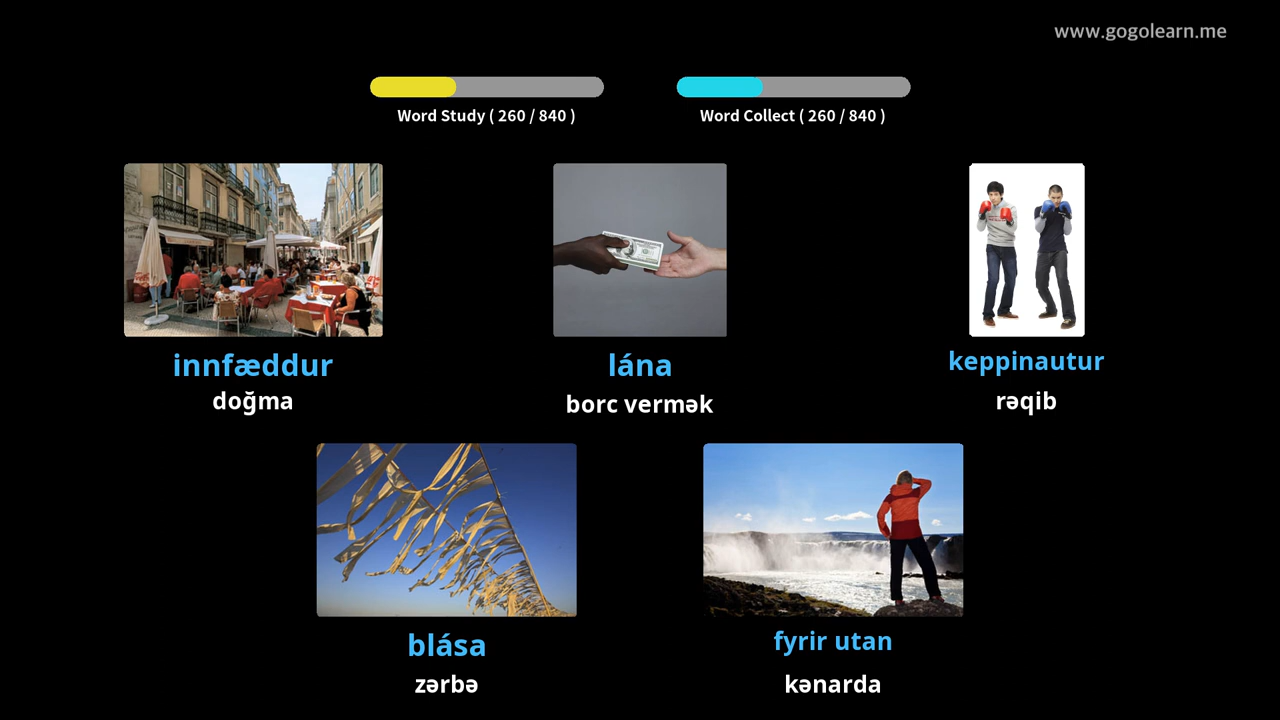 www.gogolearn.me
Word Study ( 260 / 840 )
Word Collect ( 260 / 840 )
innfæddur
doğma
lána
borc vermək
keppinautur
rəqib
blása
zərbə
fyrir utan
kənarda